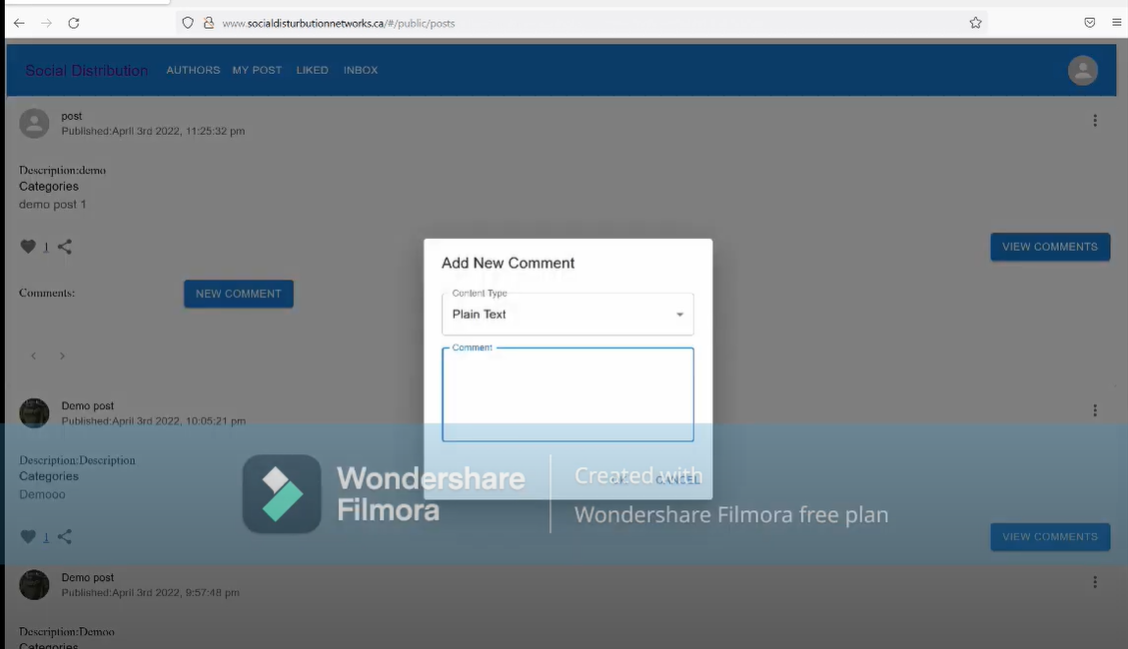 www.socialdisturbutionnetworks.ca/#/public/posts
Social Distribution AUTHORS MY POST LIKED INBOX
post
Published:April 3rd 2022, 11:25:32 pm
Description:demo
Categories
demo post 1
1
VIEW COMMENTS
Comments:
NEW COMMENT
Add New Comment
Content Type
Plain Text
Comment
CANCEL
Demo post
Published:April 3rd 2022, 10:05:21 pm
Description:Description
Categories
Demooo
1
VIEW COMMENTS
Wondershare
Filmora
Created with
Wondershare Filmora free plan
Demo post
Published:April 3rd 2022, 9:57:48 pm
Description:Demoo
Categories